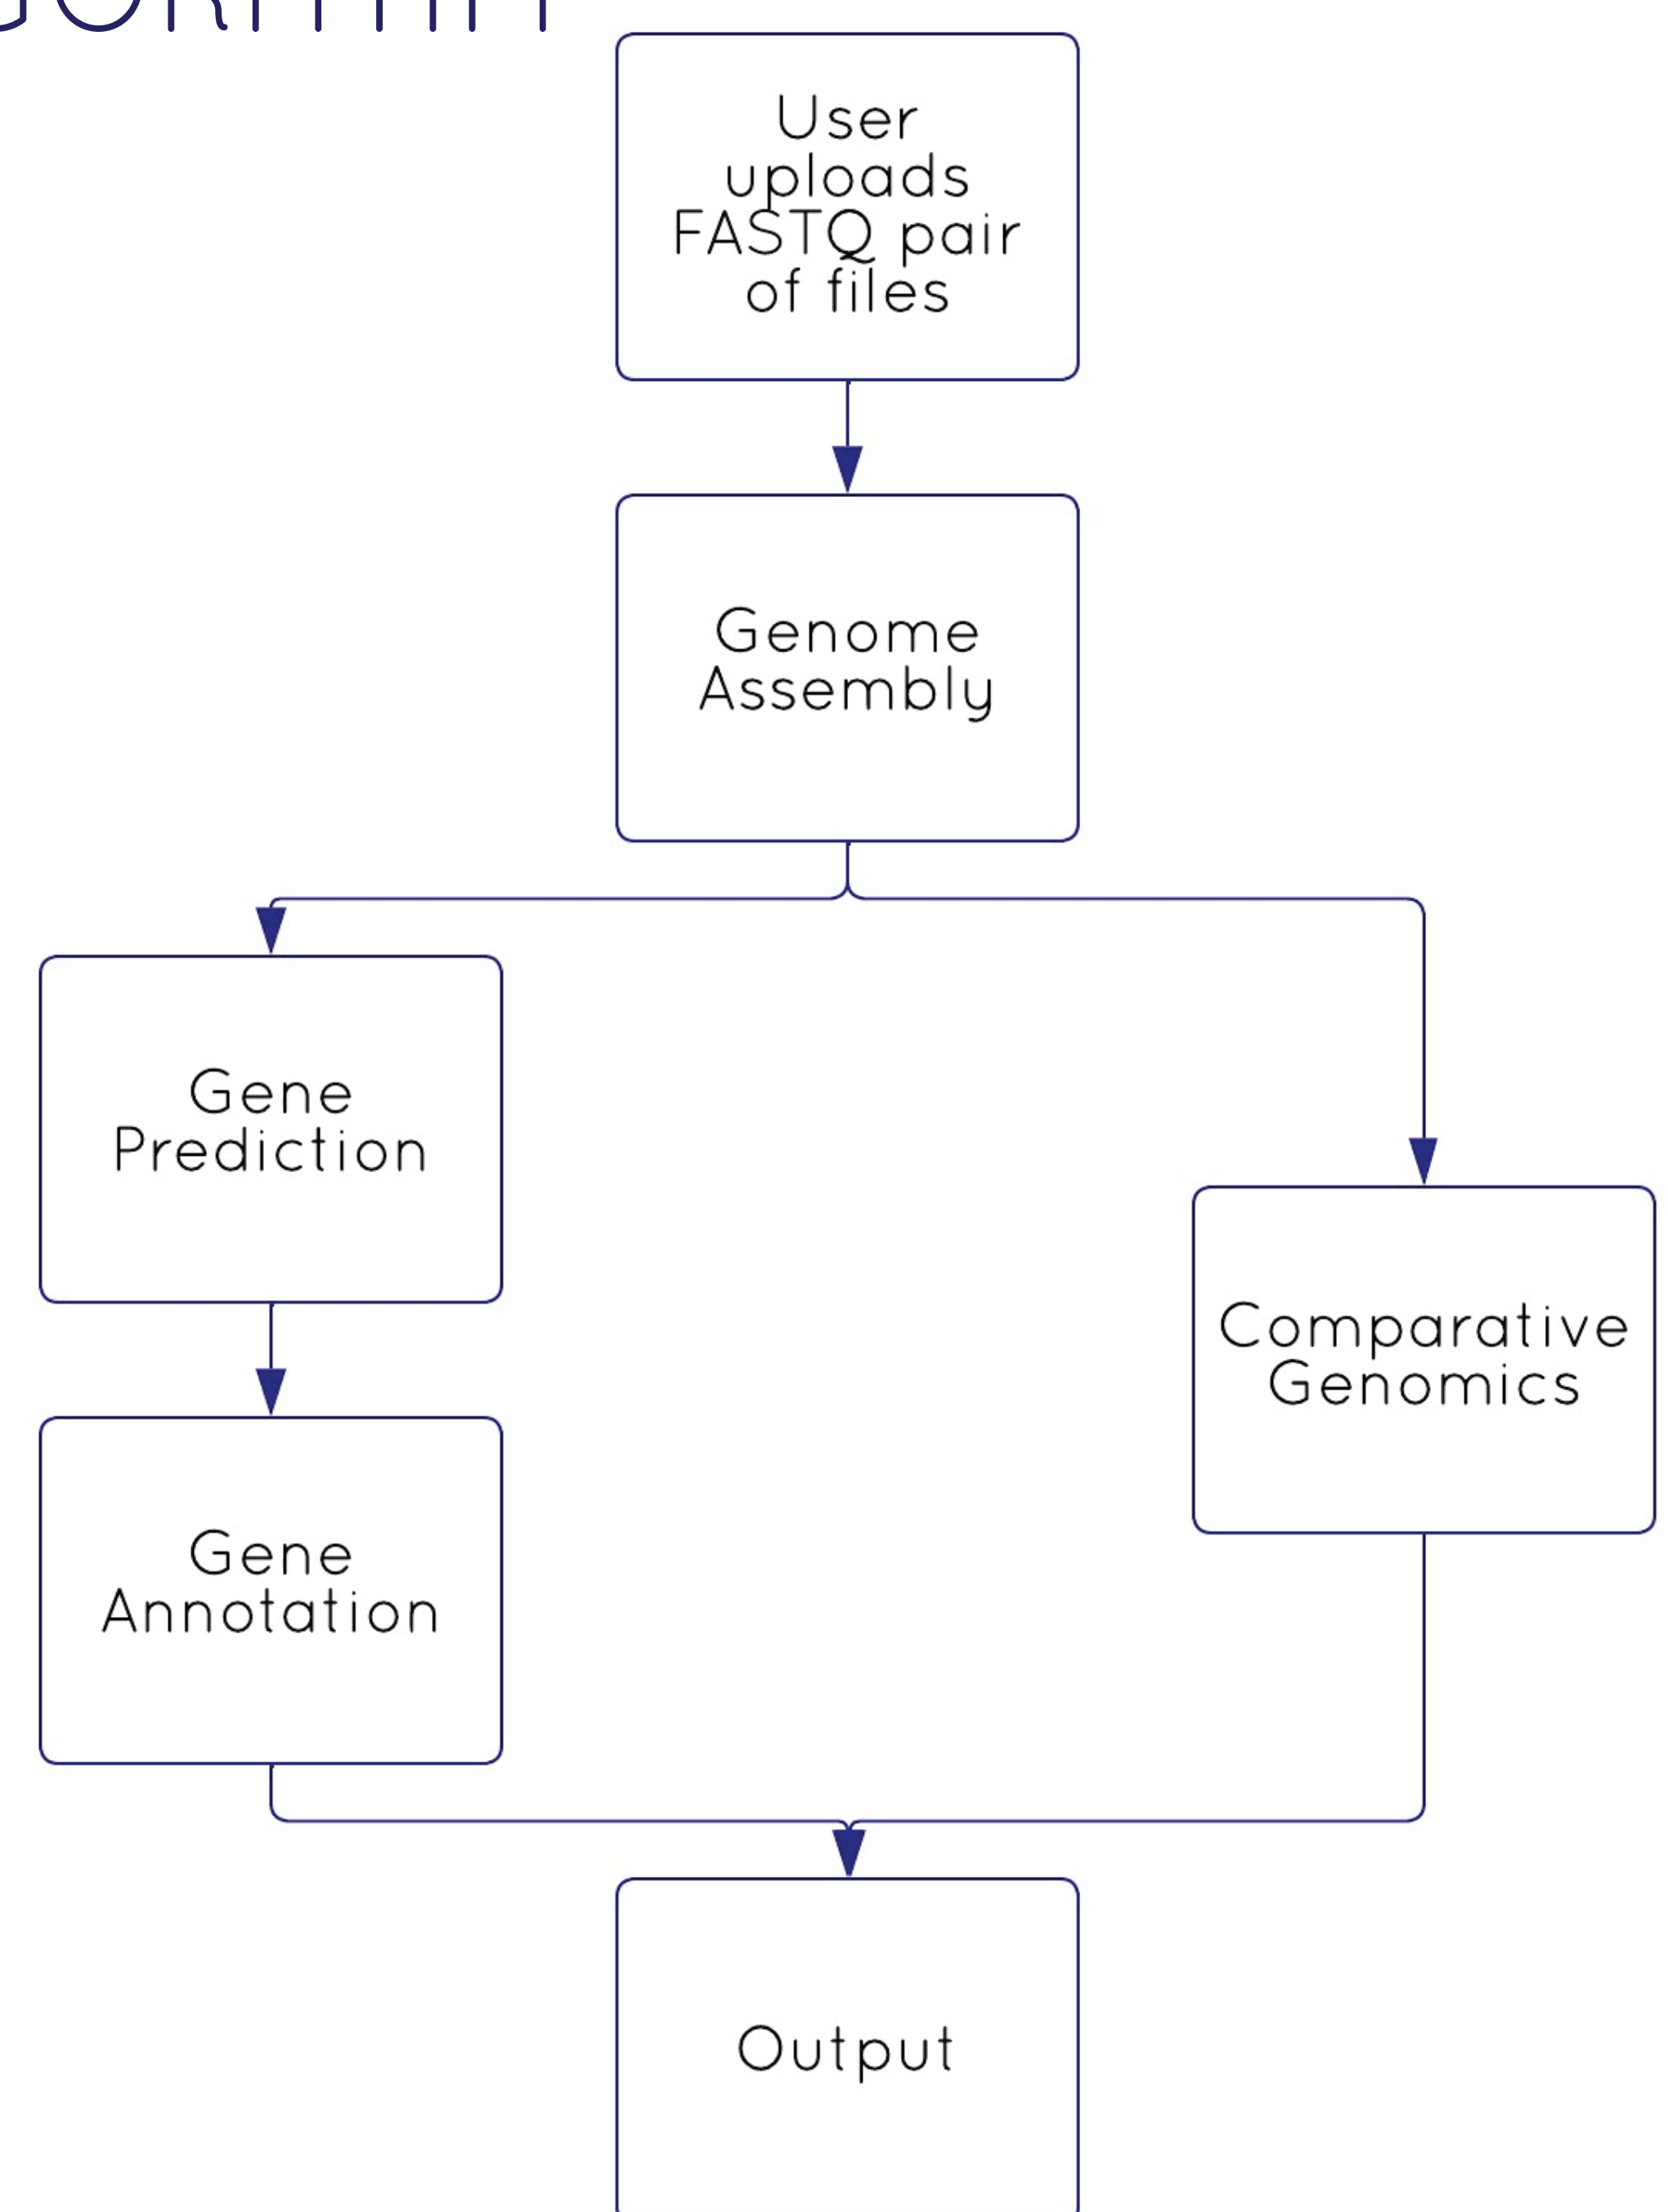 User
uploads
FASTQ pair
of files
Genome
Assembly
Gene
Prediction
Comparative
Genomics
Gene
Annotation
Output